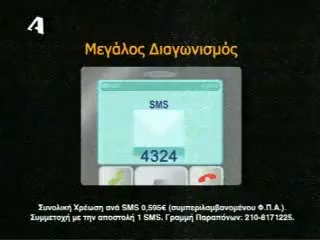 A
Μεγάλος Διαγωνισμός
SMS
4324
Συνολική Χρέωση ανά SMS 0,595€ (συμπεριλαμβανομένου Φ.Π.Α.).
Συμμετοχή με την αποστολή 1 SMS. Γραμμή Παραπόνων: 210-8171225.